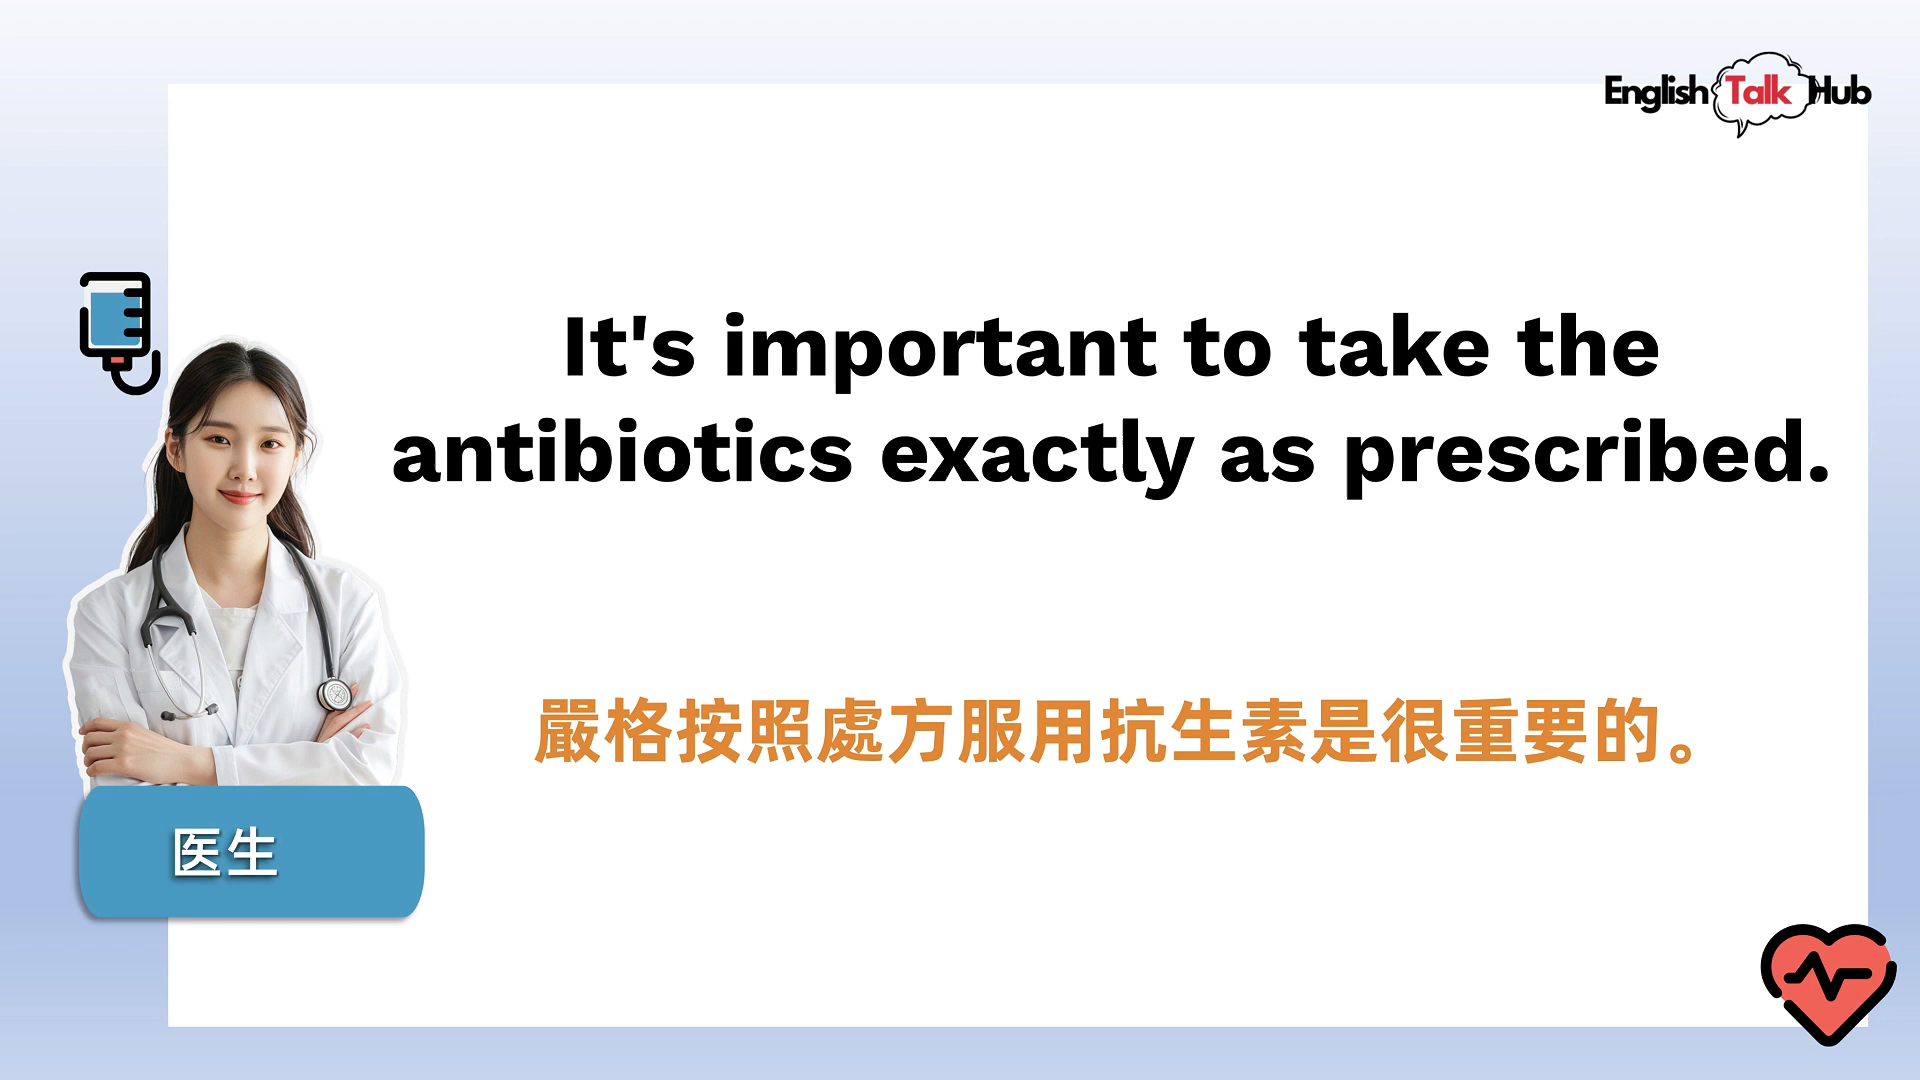 English Talk Hub
It's important to take the
antibiotics exactly as prescribed.
嚴格按照處方服用抗生素是很重要的。
医生